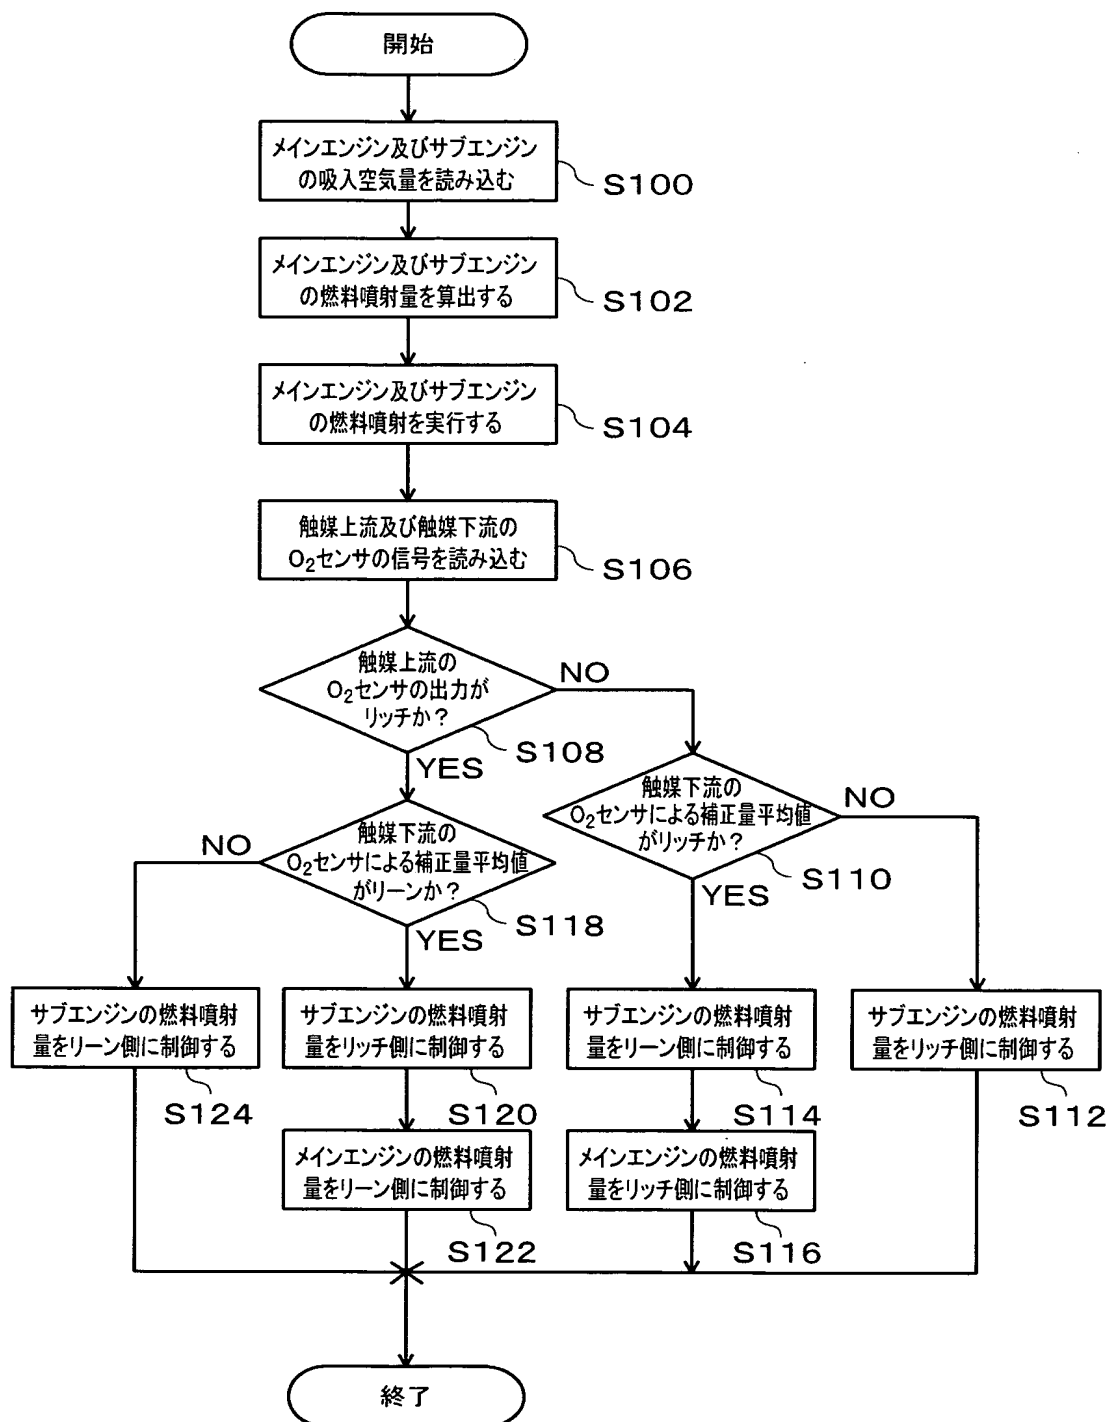 開始
メインエンジン及びサブエンジン
の吸入空気量を読み込む
S100
メインエンジン及びサブエンジン
の燃料噴射量を算出する
S102
メインエンジン及びサブエンジン
の燃料噴射を実行する
S104
触媒上流及び触媒下流の
O₂センサの信号を読み込む
S106
触媒上流の
O₂センサの出力が
リッチか？
NO
S108
YES
触媒下流の
O₂センサによる補正量平均値
がリッチか？
NO
S110
YES
触媒下流の
O₂センサによる補正量平均値
がリーンか？
NO
S118
YES
サブエンジンの燃料噴射
量をリーン側に制御する
S124
サブエンジンの燃料噴射
量をリッチ側に制御する
S120
サブエンジンの燃料噴射
量をリーン側に制御する
S114
サブエンジンの燃料噴射
量をリッチ側に制御する
S112
メインエンジンの燃料噴射
量をリーン側に制御する
S122
メインエンジンの燃料噴射
量をリッチ側に制御する
S116
終了